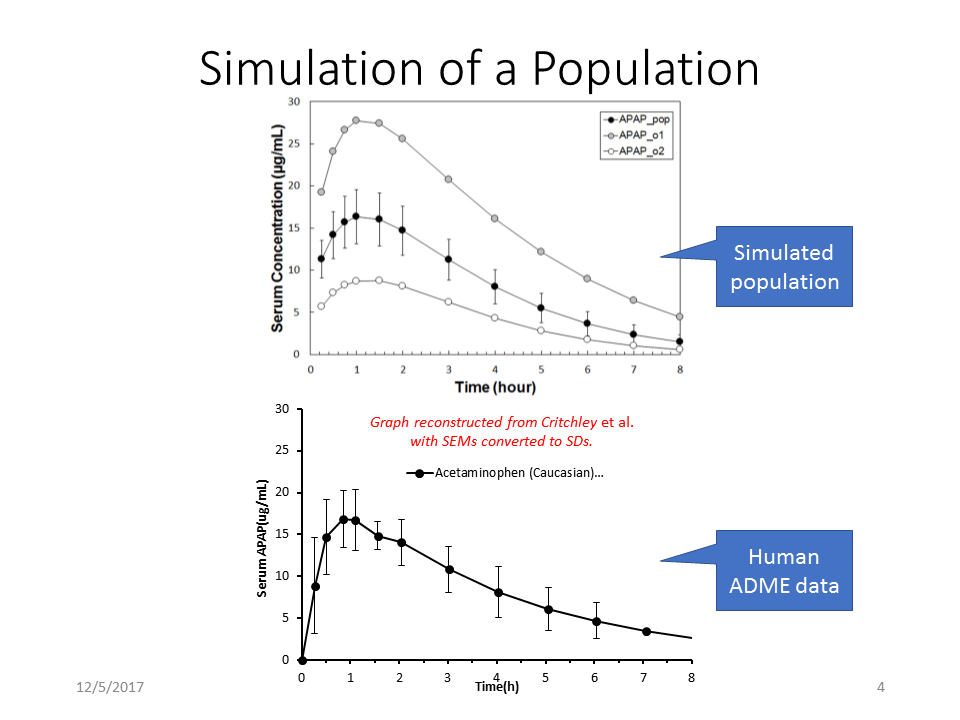 Simulation of a Population
30
25
20
15
10
5
0
Serum Concentration (µg/mL)
APAP_pop
APAP_o1
APAP_o2
0 1 2 3 4 5 6 7 8
Time (hour)
Simulated
population
30
25
20
15
10
5
0
Serum APAP(ug/mL)
Graph reconstructed from Critchley et al.
with SEMs converted to SDs.
Acetaminophen (Caucasian)...
0 1 2 3 4 5 6 7 8
Time(h)
Human
ADME data
12/5/2017
4